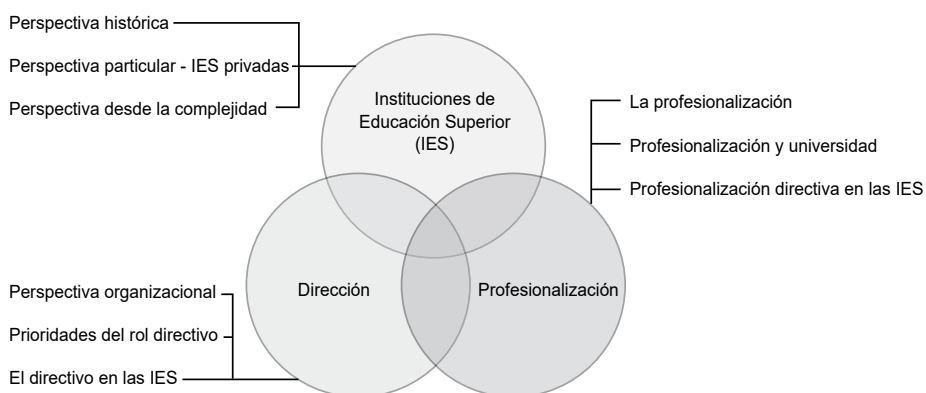 Perspectiva histórica
Perspectiva particular - IES privadas
Perspectiva desde la complejidad
Instituciones de
Educación Superior
(IES)
La profesionalización
Profesionalización y universidad
Profesionalización directiva en las IES
Dirección
Profesionalización
Perspectiva organizacional
Prioridades del rol directivo
El directivo en las IES